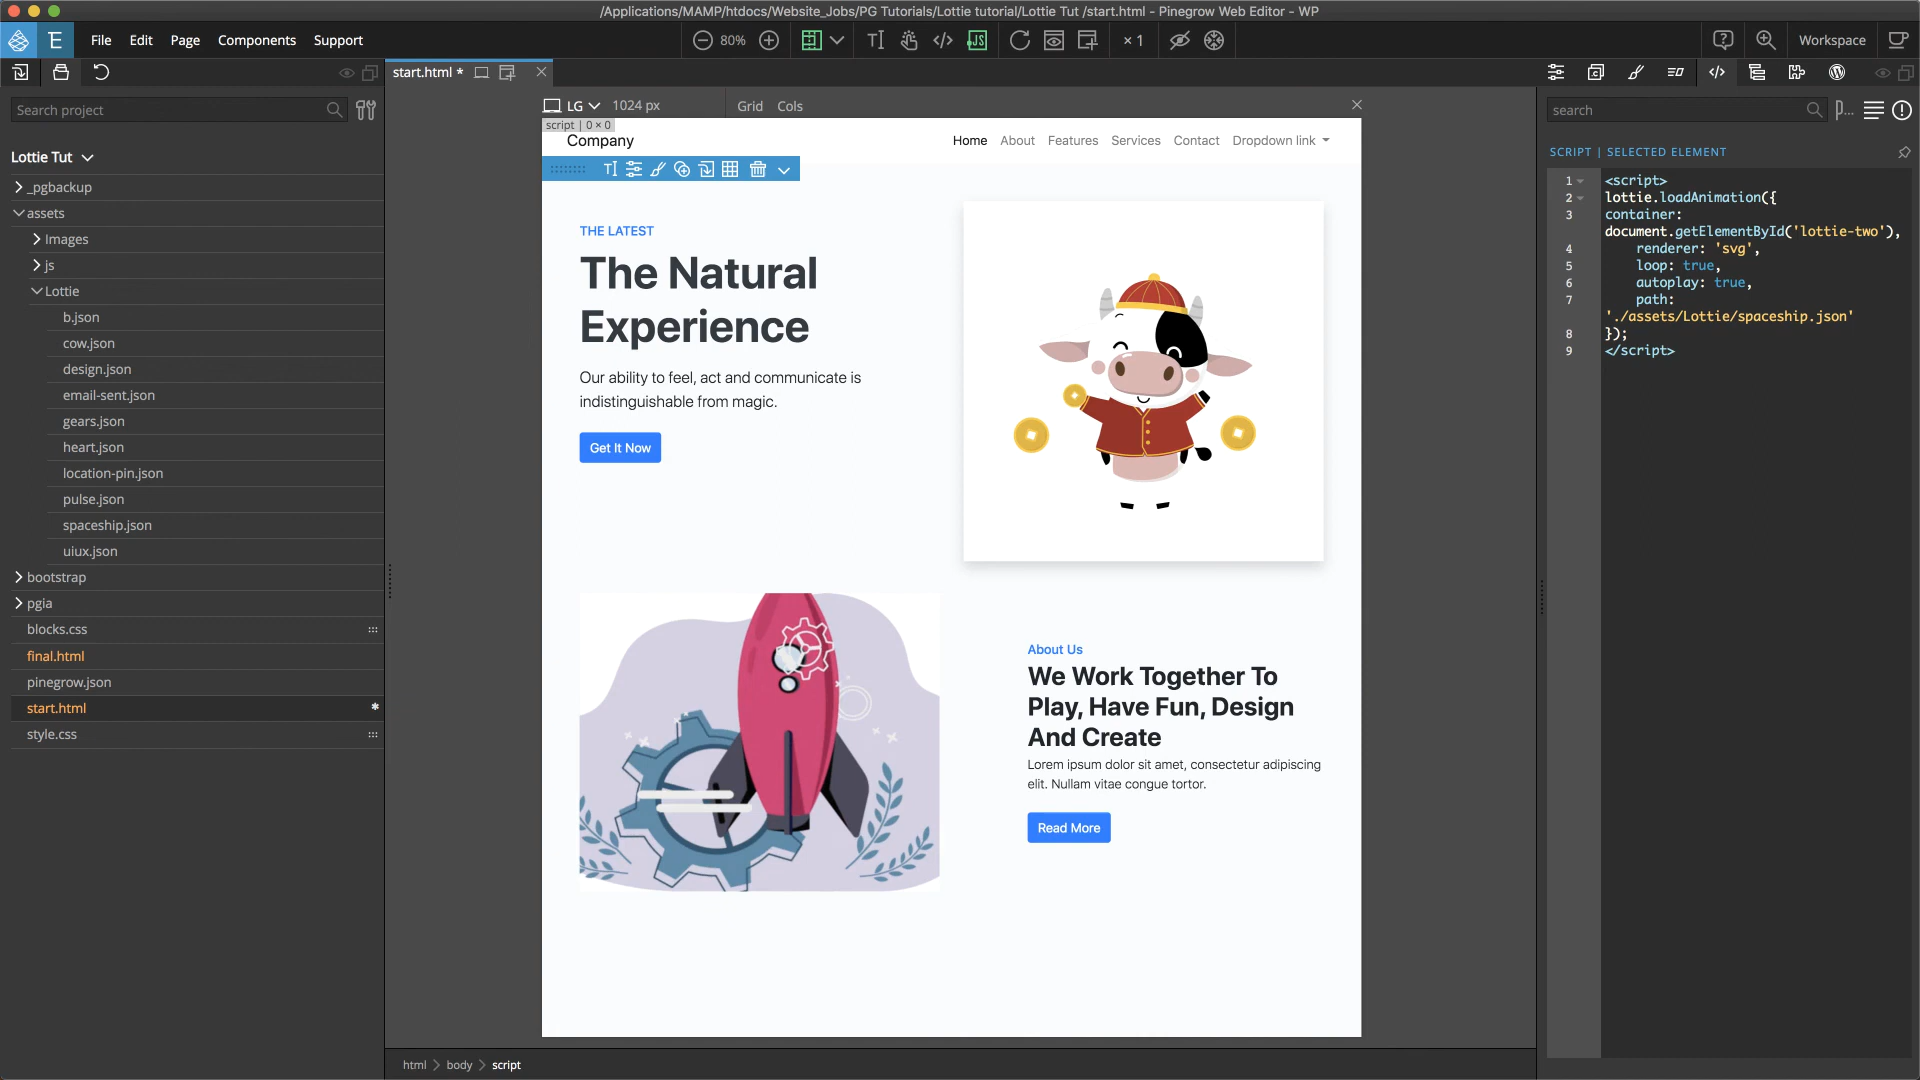 /Applications/MAMP/htdocs/Website_Jobs/PG Tutorials/Lottie tutorial/Lottie Tut /start.html - Pinegrow Web Editor - WP
File Edit Page Components Support
80%
JS
× 1
Workspace
start.html *
Search project
LG 1024 px Grid Cols
search
p...
script | 0 × 0
Company
Home About Features Services Contact Dropdown link
Lottie Tut
_pgbackup
assets
Images
js
Lottie
b.json
cow.json
design.json
email-sent.json
gears.json
heart.json
location-pin.json
pulse.json
spaceship.json
uiux.json
bootstrap
pgia
blocks.css
final.html
pinegrow.json
start.html *
style.css
THE LATEST
The Natural
Experience
Our ability to feel, act and communicate is
indistinguishable from magic.
Get It Now
About Us
We Work Together To
Play, Have Fun, Design
And Create
Lorem ipsum dolor sit amet, consectetur adipiscing
elit. Nullam vitae congue tortor.
Read More
SCRIPT | SELECTED ELEMENT
1 <script>
2 lottie.loadAnimation({
3 container:
document.getElementById('lottie-two'),
4 renderer: 'svg',
5 loop: true,
6 autoplay: true,
7 path:
'./assets/Lottie/spaceship.json'
8 });
9 </script>
html > body > script